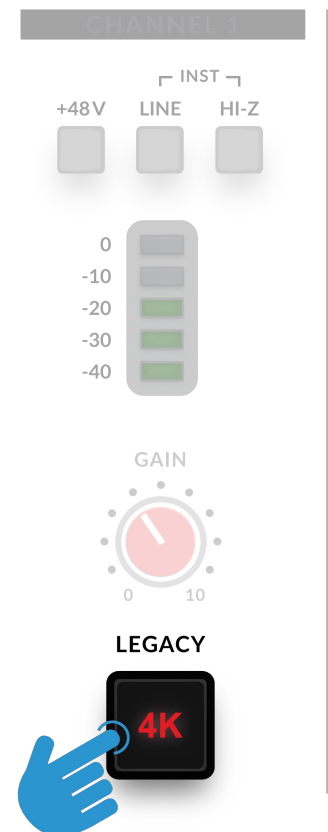 CHANNEL 1
INST
+48V LINE HI-Z
0
-10
-20
-30
-40
GAIN
0 10
LEGACY
4K